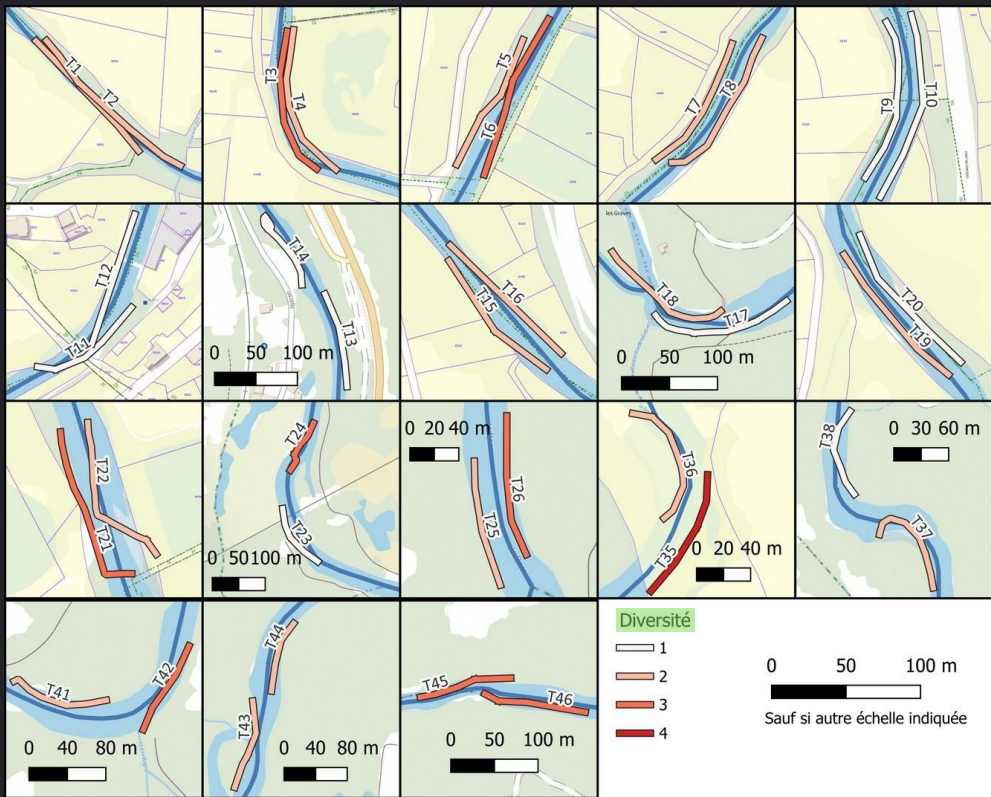 T1
T2
T3
T4
T5
T6
T7
T8
T9
T10
T11
T12
T13
T14
0 50 100 m
T15
T16
les Graves
T17
T18
0 50 100 m
T19
T20
T21
T22
T23
T24
0 50 100 m
0 20 40 m
T25
T26
T35
T36
0 20 40 m
T37
T38
0 30 60 m
T41
T42
0 40 80 m
T43
T44
0 40 80 m
T45
T46
0 50 100 m
Diversité
1
2
3
4
0 50 100 m
Sauf si autre échelle indiquée